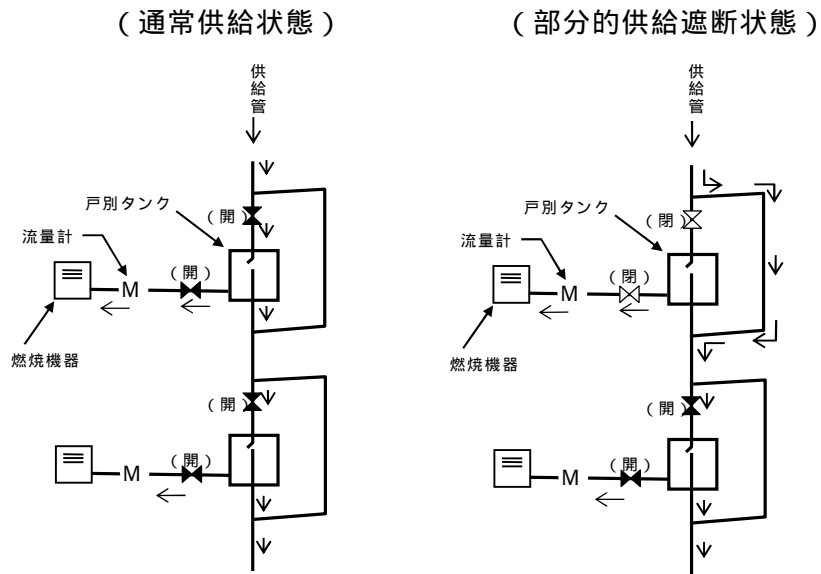 (通常供給状態)
供給管
戸別タンク
(開)
流量計
(開)
M
燃焼機器
(開)
(開)
M
(部分的供給遮断状態)
供給管
戸別タンク
(閉)
流量計
(閉)
M
燃焼機器
(開)
(開)
M